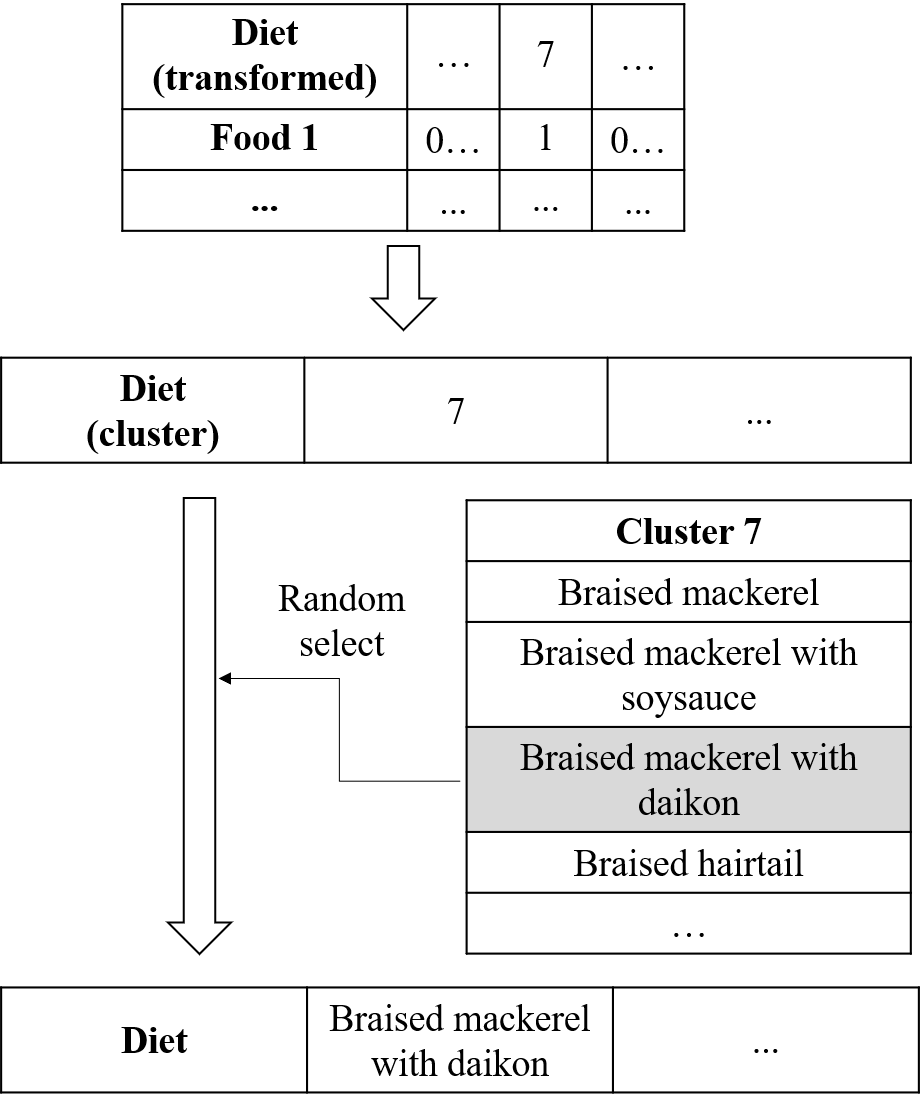 Diet
(transformed)
… 7 …
Food 1 0… 1 0…
... ... ... ...
Diet
(cluster)
7 ...
Cluster 7
Braised mackerel
Random
select
Braised mackerel with
soysauce
Braised mackerel with
daikon
Braised hairtail
…
Diet
Braised mackerel
with daikon
...